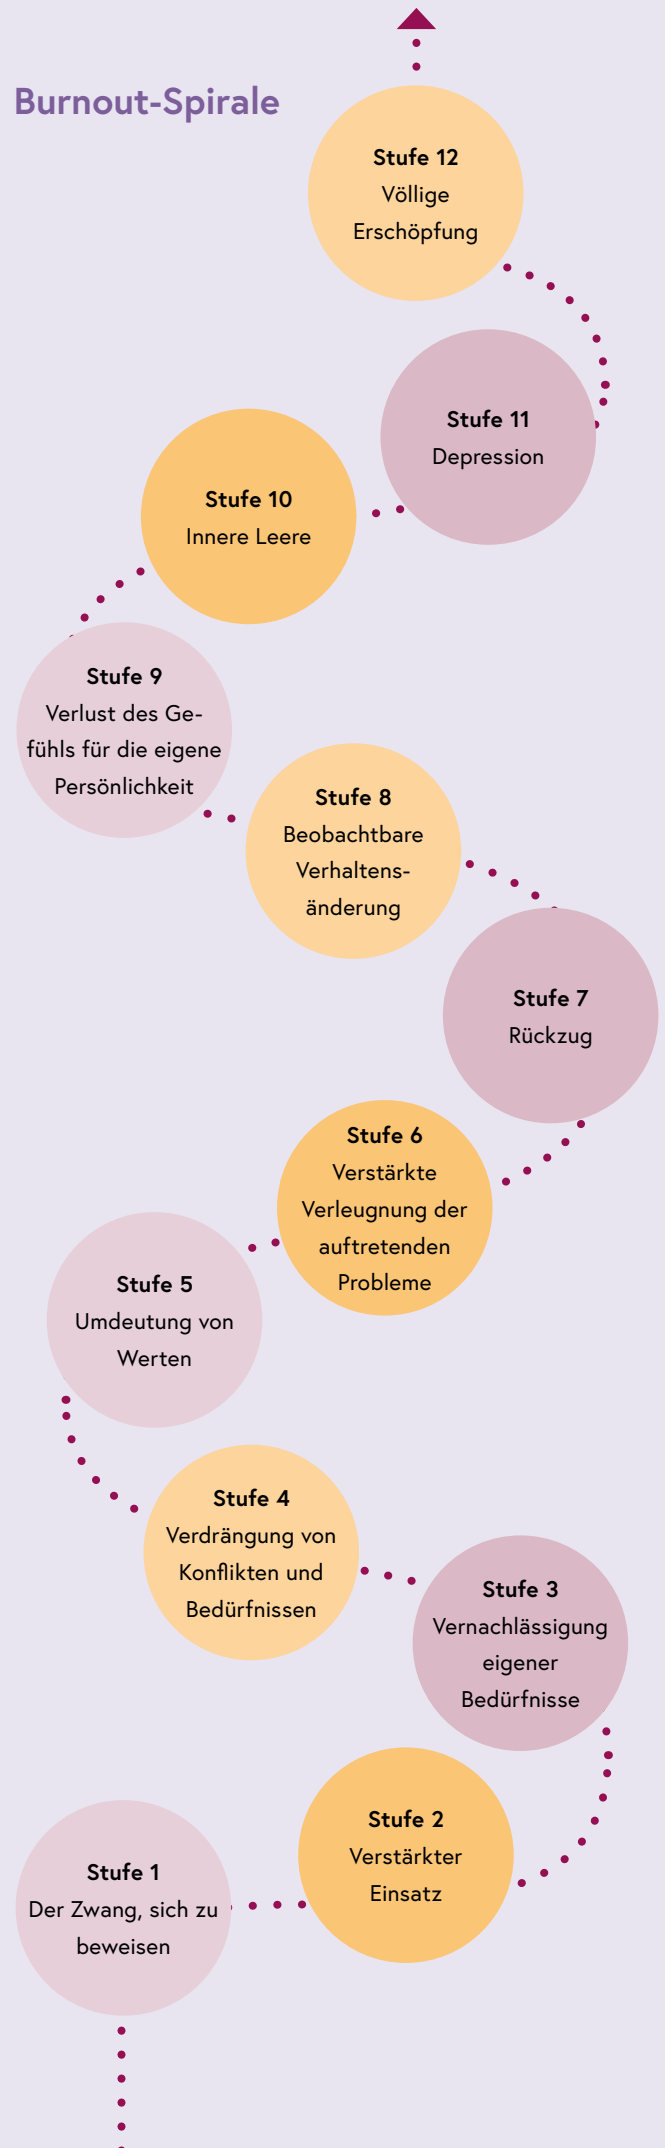 Burnout-Spirale
Stufe 12
Völlige
Erschöpfung
Stufe 11
Depression
Stufe 10
Innere Leere
Stufe 9
Verlust des Ge-
fühls für die eigene
Persönlichkeit
Stufe 8
Beobachtbare
Verhaltens-
änderung
Stufe 7
Rückzug
Stufe 6
Verstärkte
Verleugnung der
auftretenden
Probleme
Stufe 5
Umdeutung von
Werten
Stufe 4
Verdrängung von
Konflikten und
Bedürfnissen
Stufe 3
Vernachlässigung
eigener
Bedürfnisse
Stufe 2
Verstärkter
Einsatz
Stufe 1
Der Zwang, sich zu
beweisen